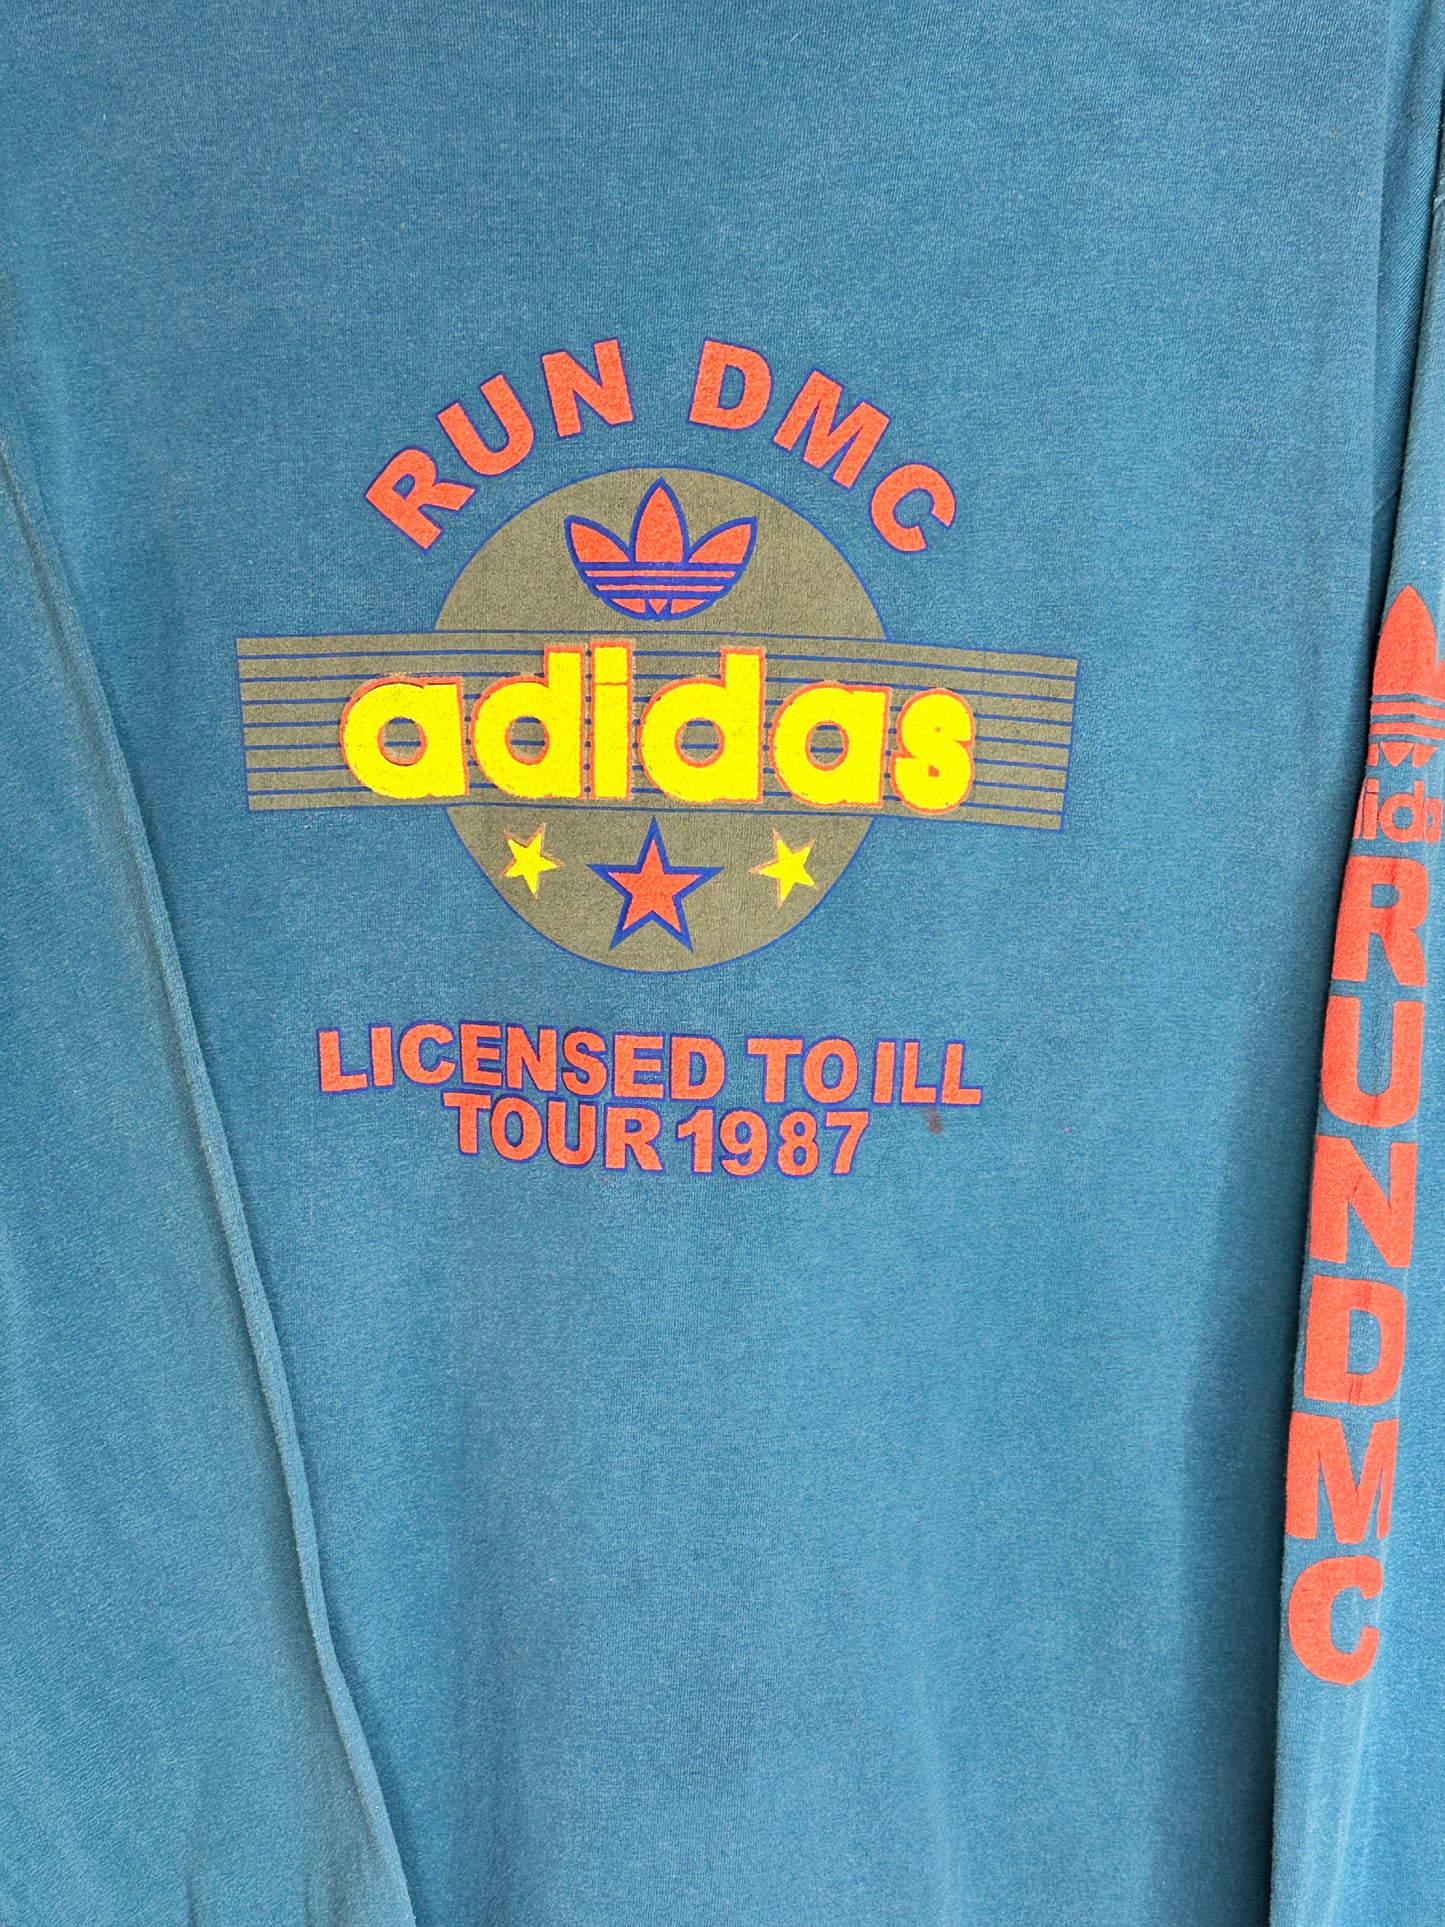 RUN DMC
adidas
LICENSED TO ILL
TOUR 1987
RUNDMC